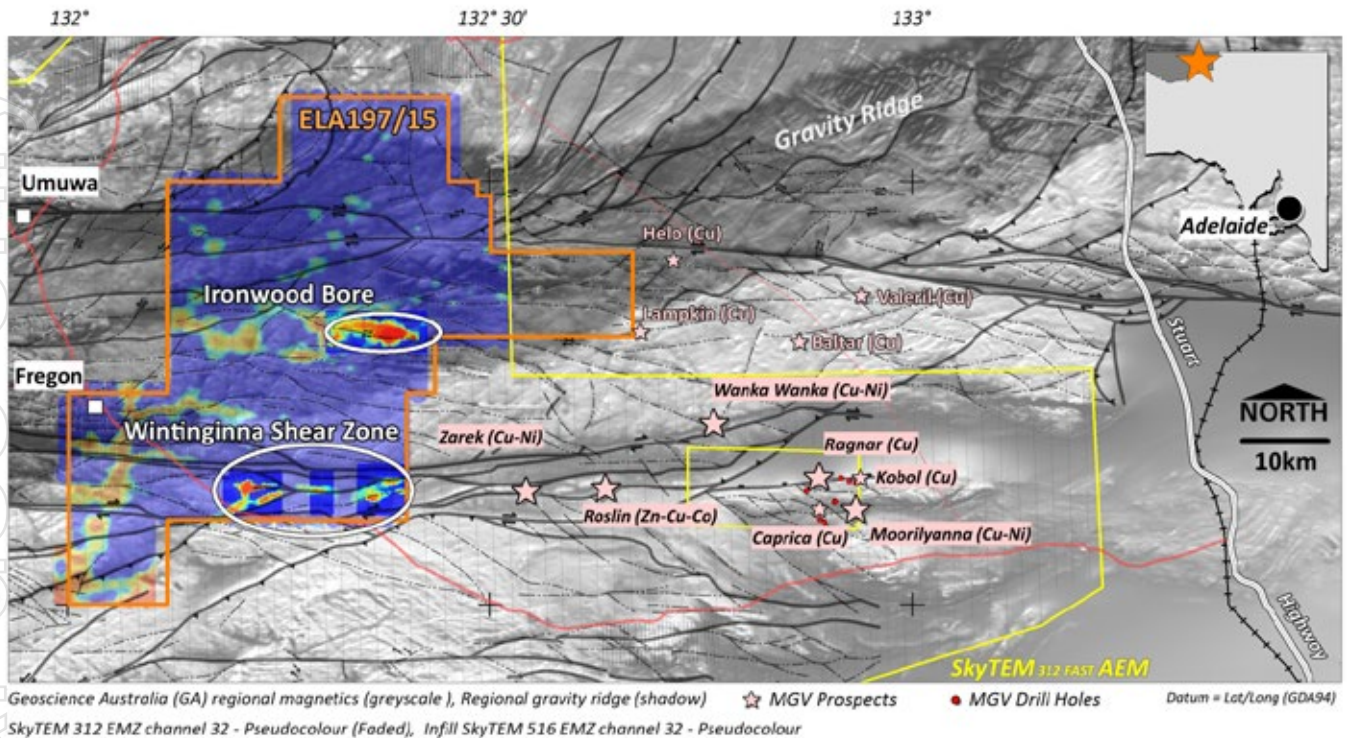 132°
132° 30'
133°
ELA197/15
Gravity Ridge
Umuwa
Adelaide
Helo (Cu)
Ironwood Bore
Valeril (Cu)
Lampkin (Cu)
Baltar (Cu)
Stuart
Fregon
Wanka Wanka (Cu-Ni)
NORTH
10km
Wintinginna Shear Zone
Zarek (Cu-Ni)
Ragnar (Cu)
Kobol (Cu)
Roslin (Zn-Cu-Co)
Caprica (Cu)
Moorilyanna (Cu-Ni)
Highway
SkyTEM 312 FAST AEM
Geoscience Australia (GA) regional magnetics (greyscale ), Regional gravity ridge (shadow)
MGV Prospects
MGV Drill Holes
Datum = Lat/Long (GDA94)
SkyTEM 312 EMZ channel 32 - Pseudocolour (Faded), Infill SkyTEM 516 EMZ channel 32 - Pseudocolour